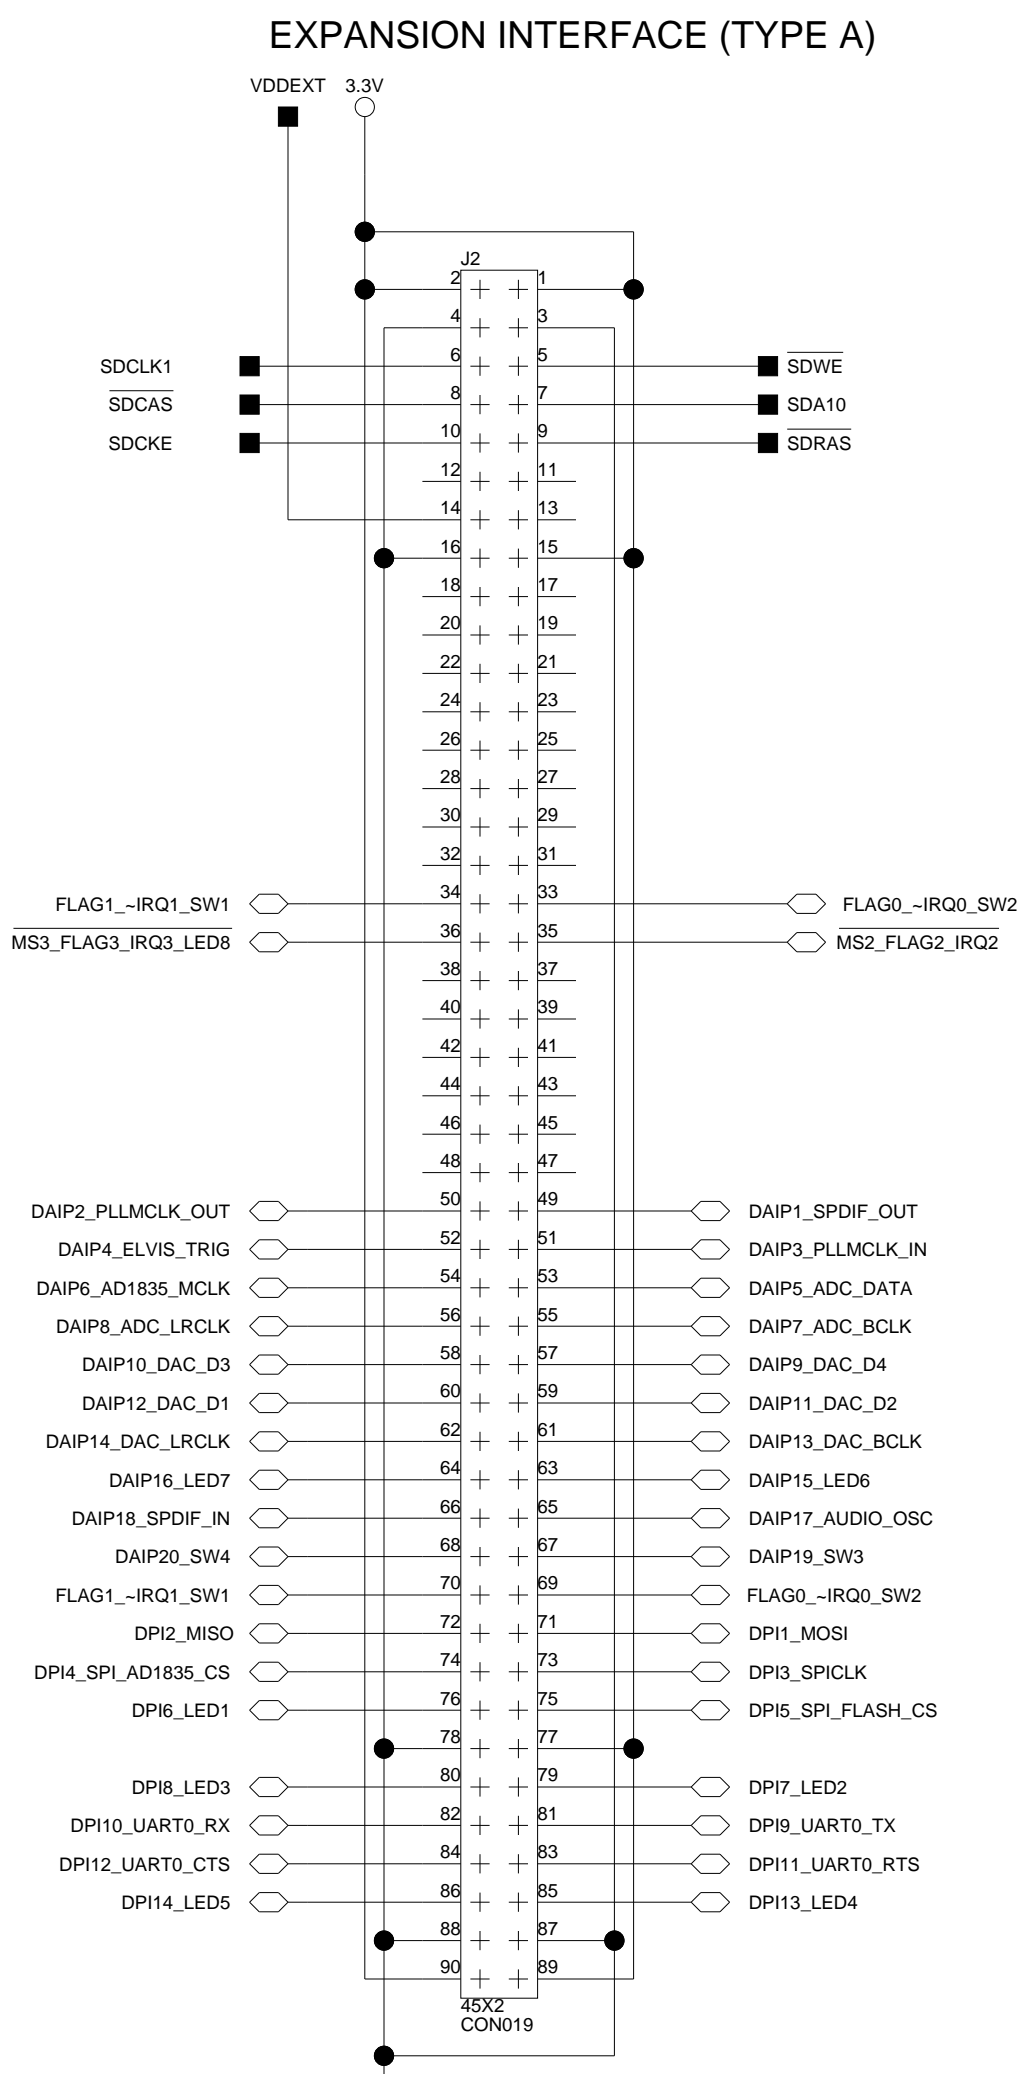 EXPANSION INTERFACE (TYPE A)
VDDEXT 3.3V
J2
2 1
4 3
SDCLK1 6 5 SDWE
SDCAS 8 7 SDA10
SDCKE 10 9 SDRAS
12 11
14 13
16 15
18 17
20 19
22 21
24 23
26 25
28 27
30 29
32 31
FLAG1_~IRQ1_SW1 34 33 FLAG0_~IRQ0_SW2
MS3_FLAG3_IRQ3_LED8 36 35 MS2_FLAG2_IRQ2
38 37
40 39
42 41
44 43
46 45
48 47
DAIP2_PLLMCLK_OUT 50 49 DAIP1_SPDIF_OUT
DAIP4_ELVIS_TRIG 52 51 DAIP3_PLLMCLK_IN
DAIP6_AD1835_MCLK 54 53 DAIP5_ADC_DATA
DAIP8_ADC_LRCLK 56 55 DAIP7_ADC_BCLK
DAIP10_DAC_D3 58 57 DAIP9_DAC_D4
DAIP12_DAC_D1 60 59 DAIP11_DAC_D2
DAIP14_DAC_LRCLK 62 61 DAIP13_DAC_BCLK
DAIP16_LED7 64 63 DAIP15_LED6
DAIP18_SPDIF_IN 66 65 DAIP17_AUDIO_OSC
DAIP20_SW4 68 67 DAIP19_SW3
FLAG1_~IRQ1_SW1 70 69 FLAG0_~IRQ0_SW2
DPI2_MISO 72 71 DPI1_MOSI
DPI4_SPI_AD1835_CS 74 73 DPI3_SPICLK
DPI6_LED1 76 75 DPI5_SPI_FLASH_CS
78 77
DPI8_LED3 80 79 DPI7_LED2
DPI10_UART0_RX 82 81 DPI9_UART0_TX
DPI12_UART0_CTS 84 83 DPI11_UART0_RTS
DPI14_LED5 86 85 DPI13_LED4
88 87
90 89
45X2
CON019